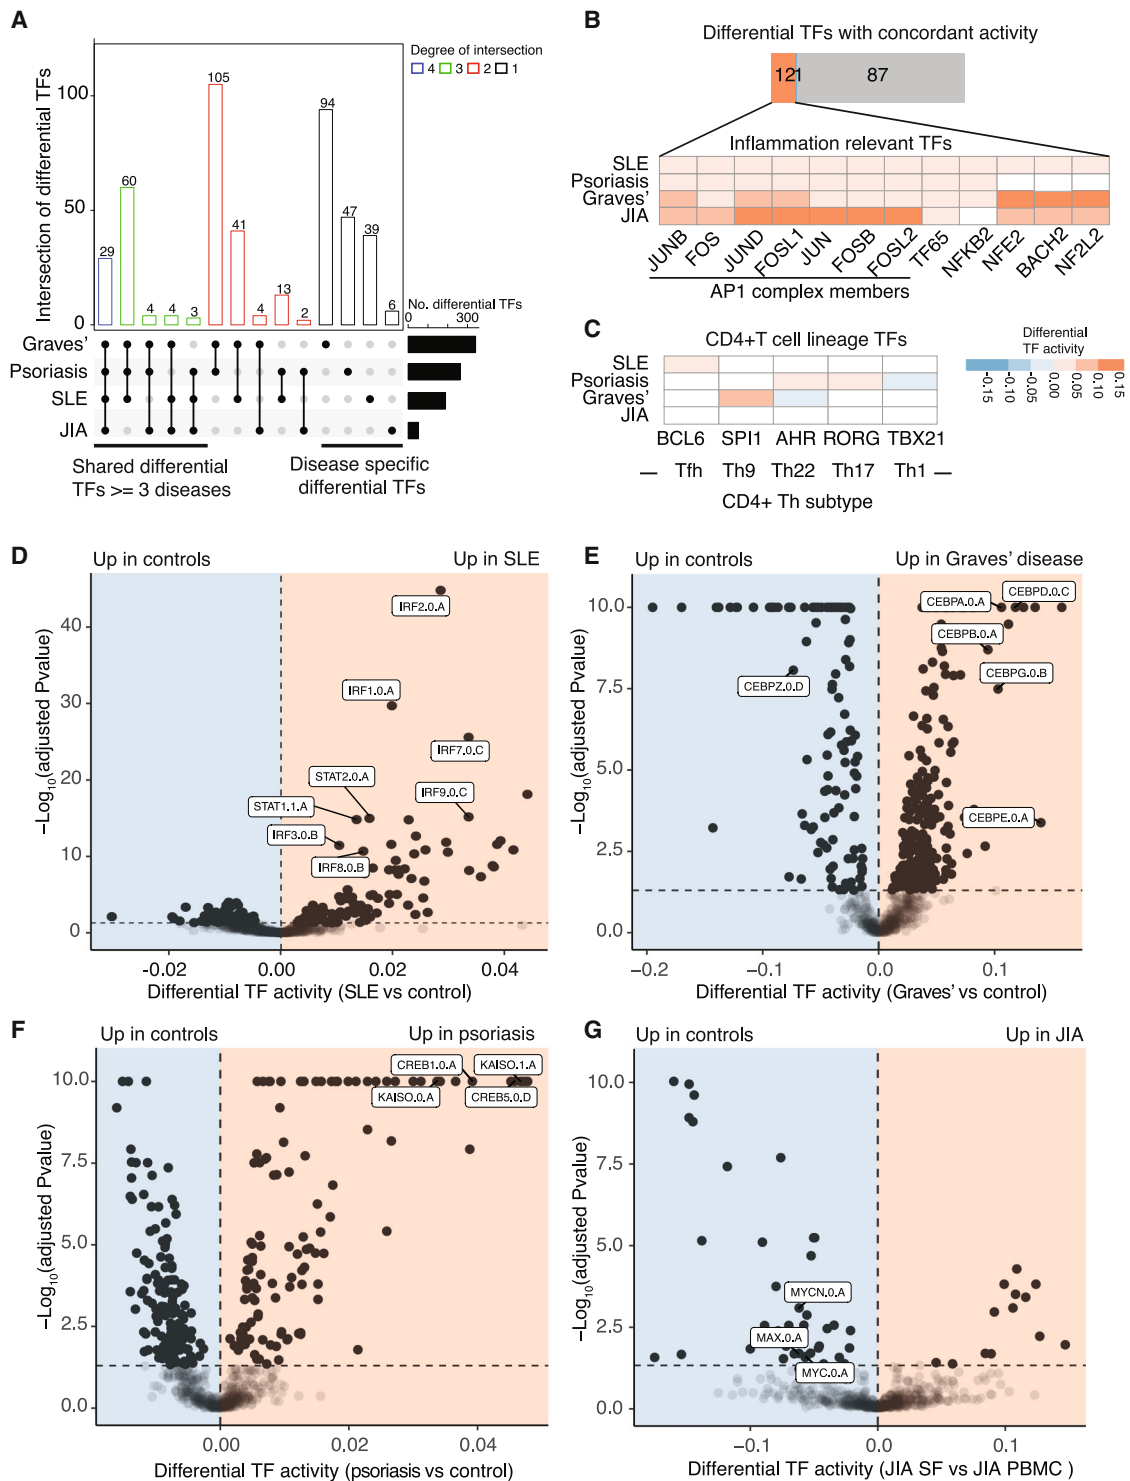 A
Degree of intersection
4 3 2 1
Intersection of differential TFs
100
50
0
29
60
4
4
3
105
41
4
13
2
94
47
39
6
No. differential TFs
0 300
Graves'
Psoriasis
SLE
JIA
Shared differential
TFs >= 3 diseases
Disease specific
differential TFs
B
Differential TFs with concordant activity
12 1 87
Inflammation relevant TFs
SLE
Psoriasis
Graves'
JIA
JUNB FOS JUND FOSL1 JUN FOSB FOSL2 TF65 NFKB2 NFE2 BACH2 NF2L2
AP1 complex members
C
CD4+T cell lineage TFs
SLE
Psoriasis
Graves'
JIA
BCL6 SPI1 AHR RORG TBX21
Tfh Th9 Th22 Th17 Th1
CD4+ Th subtype
Differential
TF activity
-0.15 -0.10 -0.05 0.00 0.05 0.10 0.15
D
Up in controls Up in SLE
−Log10(adjusted Pvalue)
40
30
20
10
0
IRF2.0.A
IRF1.0.A
IRF7.0.C
STAT2.0.A
IRF9.0.C
STAT1.1.A
IRF3.0.B
IRF8.0.B
-0.02 0.00 0.02 0.04
Differential TF activity (SLE vs control)
E
Up in controls Up in Graves' disease
−Log10(adjusted Pvalue)
10.0
7.5
5.0
2.5
0.0
CEBPD.0.C
CEBPA.0.A
CEBPB.0.A
CEBPG.0.B
CEBPZ.0.D
CEBPE.0.A
−0.2 −0.1 0.0 0.1
Differential TF activity (Graves' vs control)
F
Up in controls Up in psoriasis
−Log10(adjusted Pvalue)
10.0
7.5
5.0
2.5
0.0
CREB1.0.A KAISO.1.A
KAISO.0.A CREB5.0.D
0.00 0.02 0.04
Differential TF activity (psoriasis vs control)
G
Up in controls Up in JIA
−Log10(adjusted Pvalue)
10.0
7.5
5.0
2.5
0.0
MYCN.0.A
MAX.0.A
MYC.0.A
−0.1 0.0 0.1
Differential TF activity (JIA SF vs JIA PBMC )